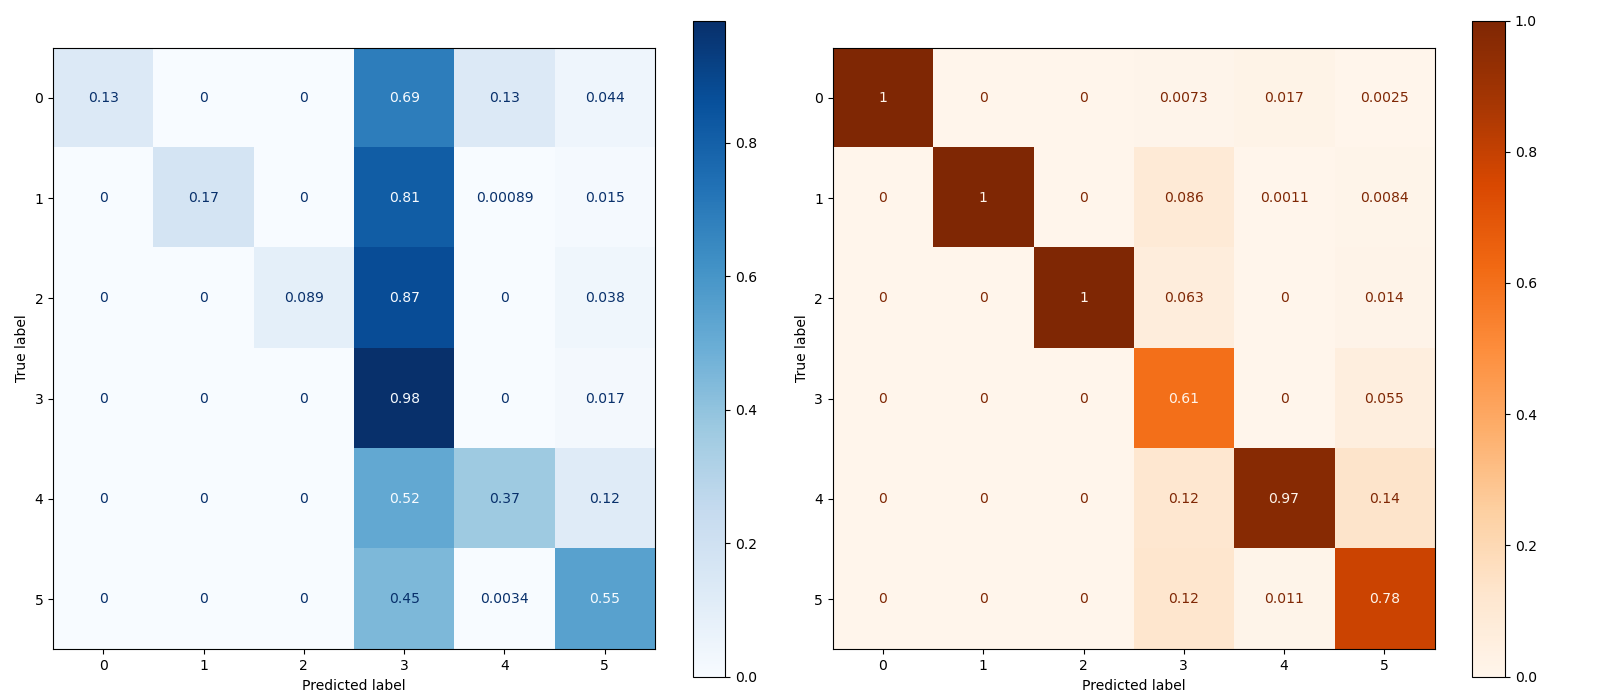 0 0.13 0 0 0.69 0.13 0.044
1 0 0.17 0 0.81 0.00089 0.015
2 0 0 0.089 0.87 0 0.038
3 0 0 0 0.98 0 0.017
4 0 0 0 0.52 0.37 0.12
5 0 0 0 0.45 0.0034 0.55
0 1 2 3 4 5
True label
Predicted label
0.8
0.6
0.4
0.2
0.0
0 1 0 0 0.0073 0.017 0.0025
1 0 1 0 0.086 0.0011 0.0084
2 0 0 1 0.063 0 0.014
3 0 0 0 0.61 0 0.055
4 0 0 0 0.12 0.97 0.14
5 0 0 0 0.12 0.011 0.78
0 1 2 3 4 5
True label
Predicted label
1.0
0.8
0.6
0.4
0.2
0.0